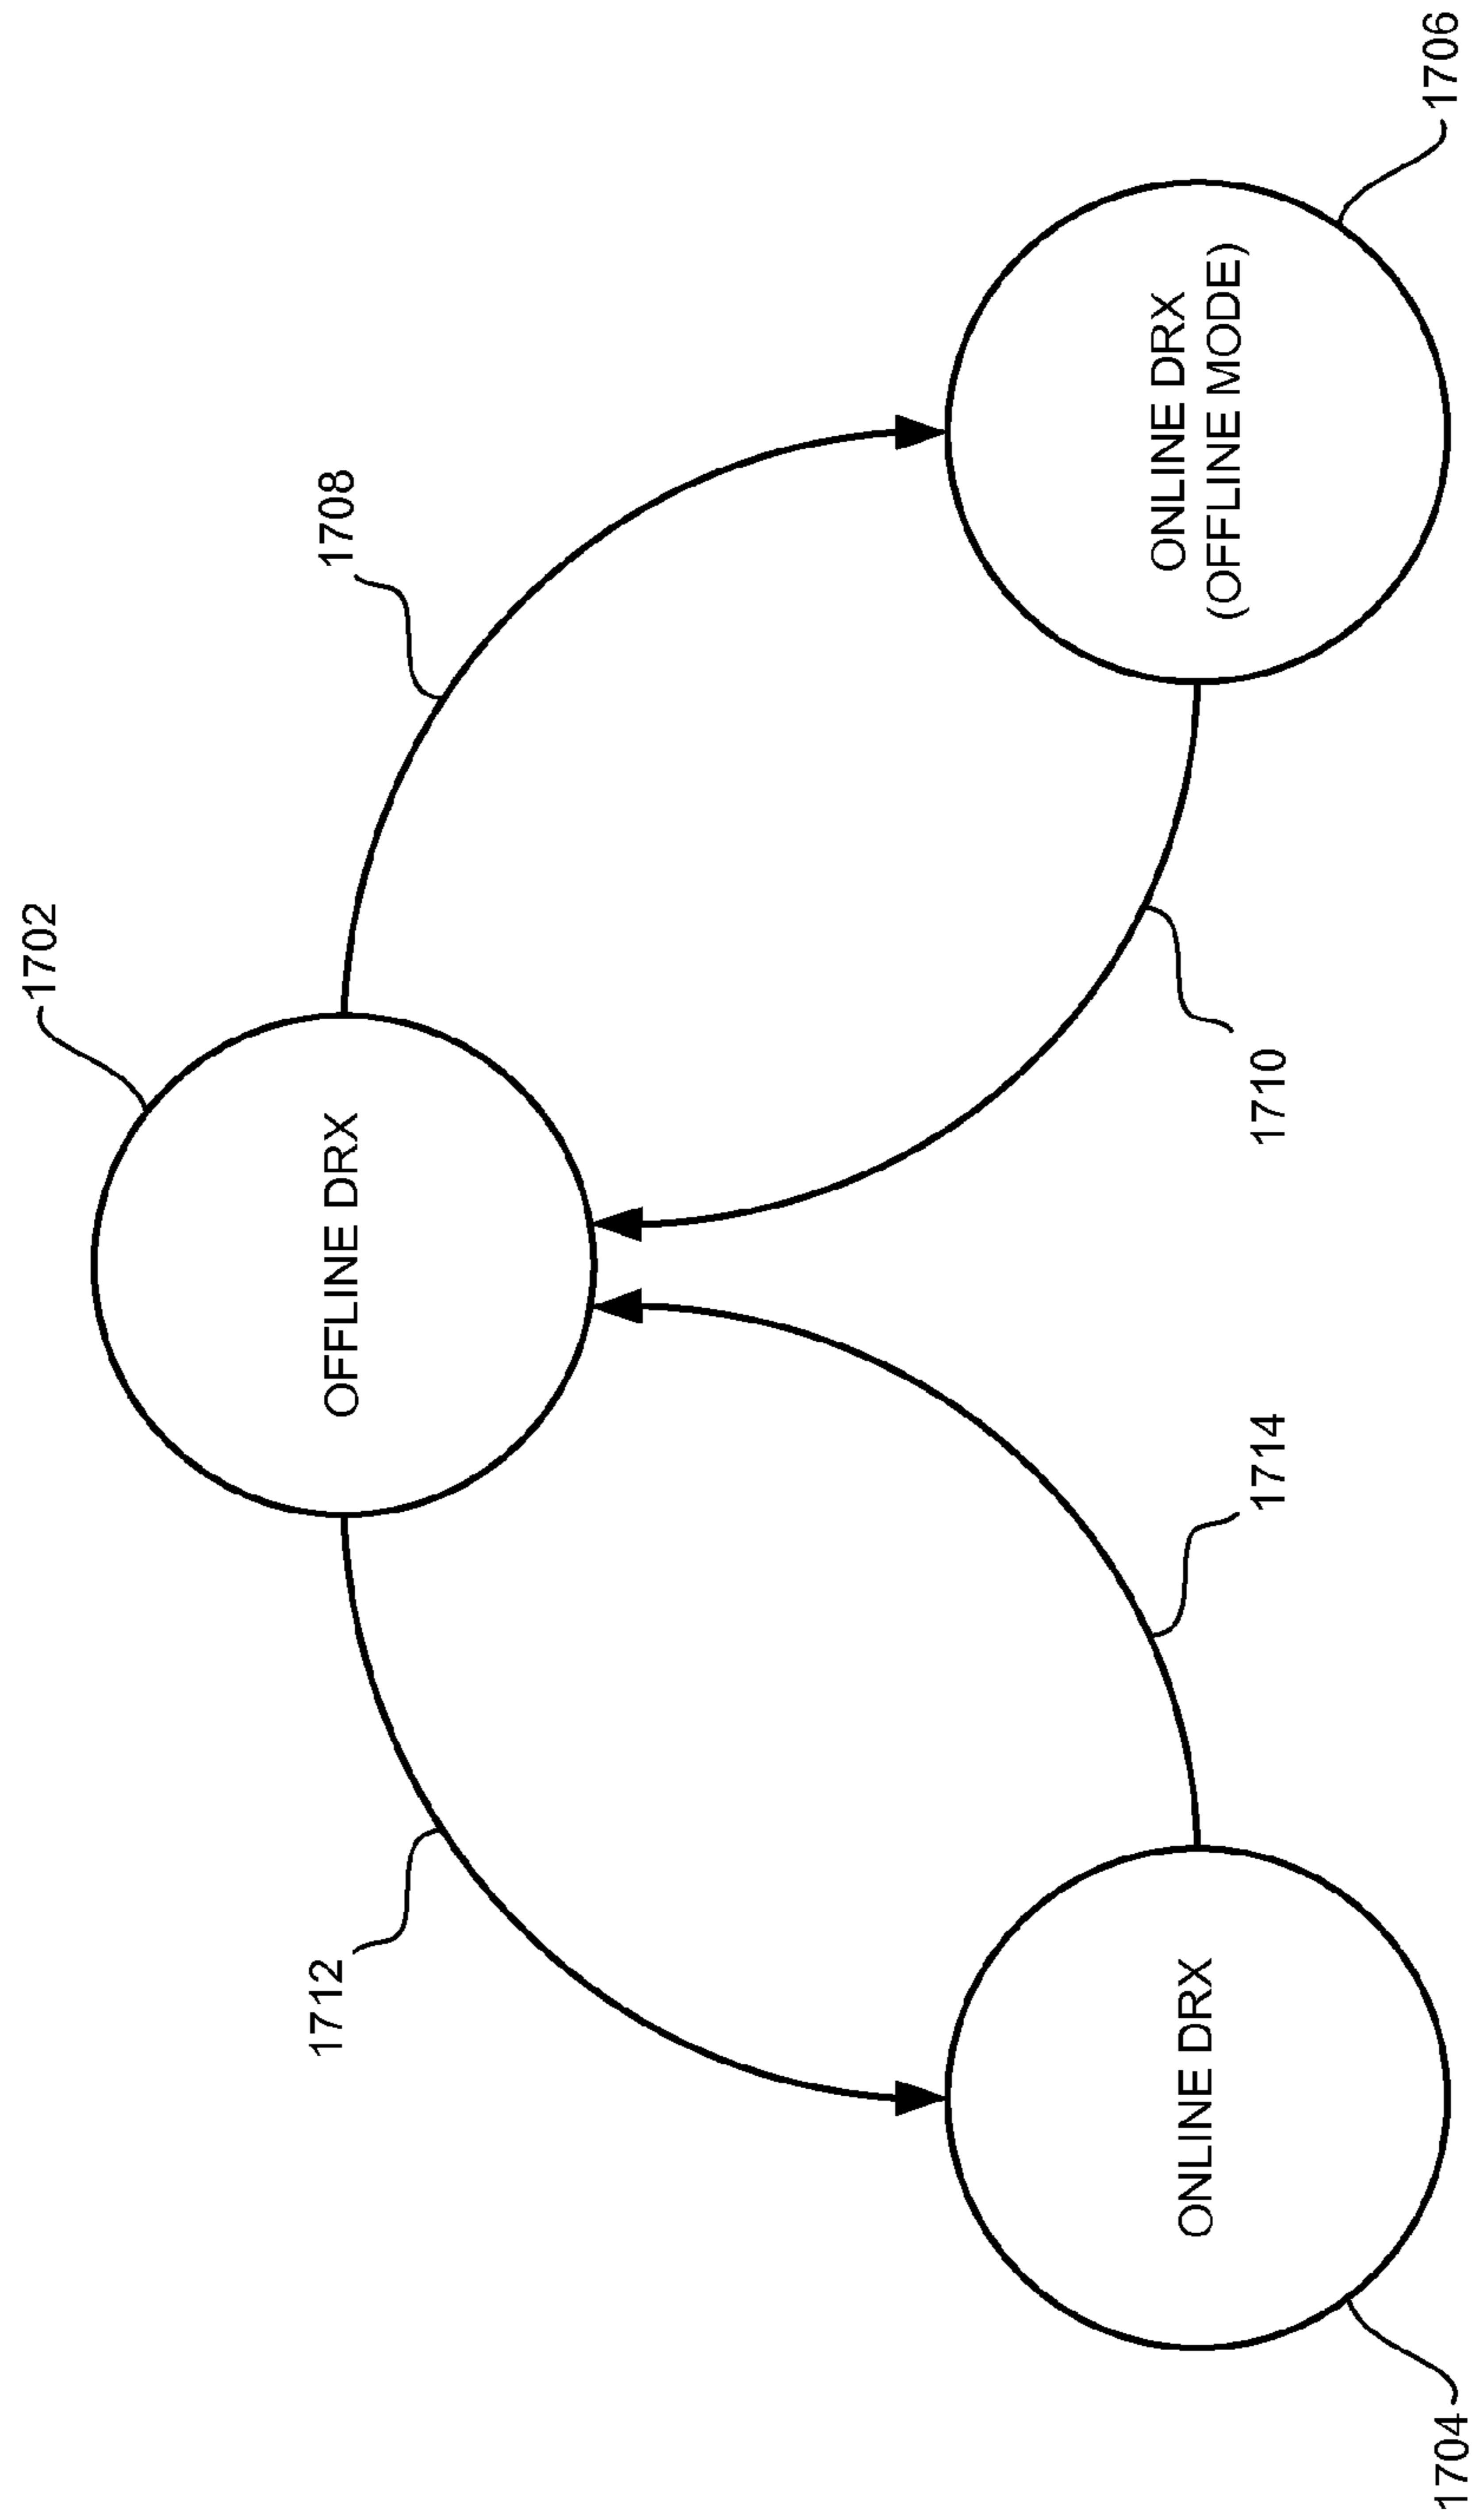 1702
OFFLINE DRX
1712
1708
1714
1710
ONLINE DRX
ONLINE DRX
(OFFLINE MODE)
1704
1706